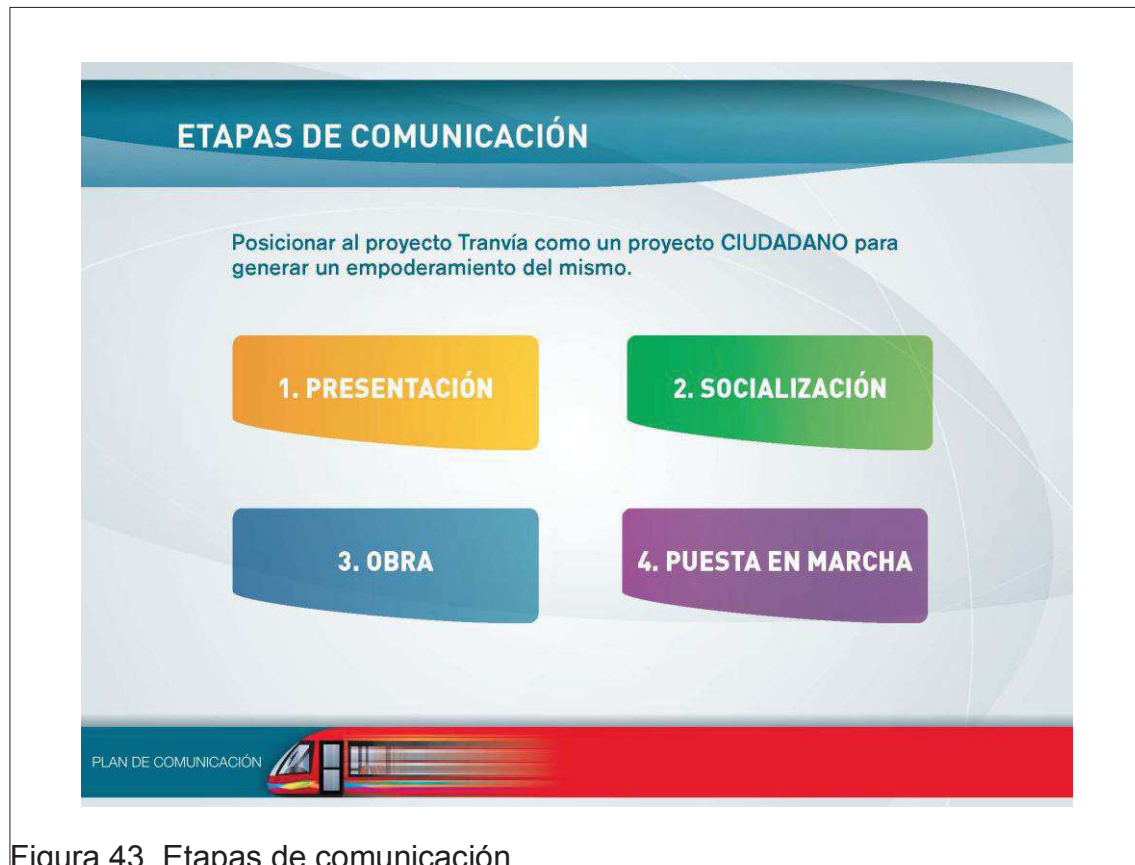 ETAPAS DE COMUNICACIÓN
Posicionar al proyecto Tranvía como un proyecto CIUDADANO para
generar un empoderamiento del mismo.
1. PRESENTACIÓN
2. SOCIALIZACIÓN
3. OBRA
4. PUESTA EN MARCHA
PLAN DE COMUNICACIÓN
Figura 43. Etapas de comunicación